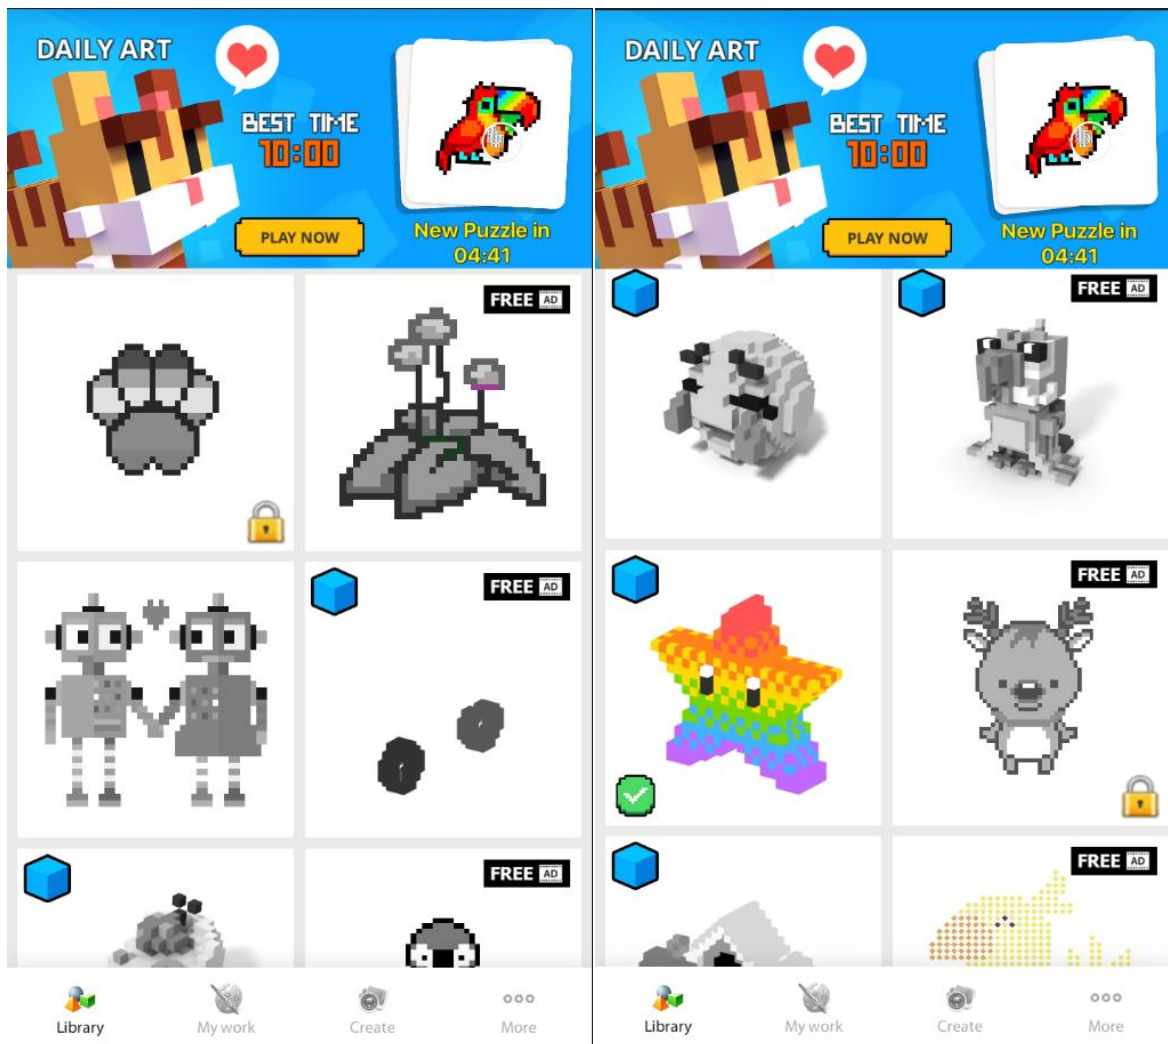 DAILY ART
BEST TIME
10:00
PLAY NOW
New Puzzle in
04:41
FREE AD
FREE AD
FREE AD
Library
My work
Create
More
DAILY ART
BEST TIME
10:00
PLAY NOW
New Puzzle in
04:41
FREE AD
FREE AD
FREE AD
Library
My work
Create
More